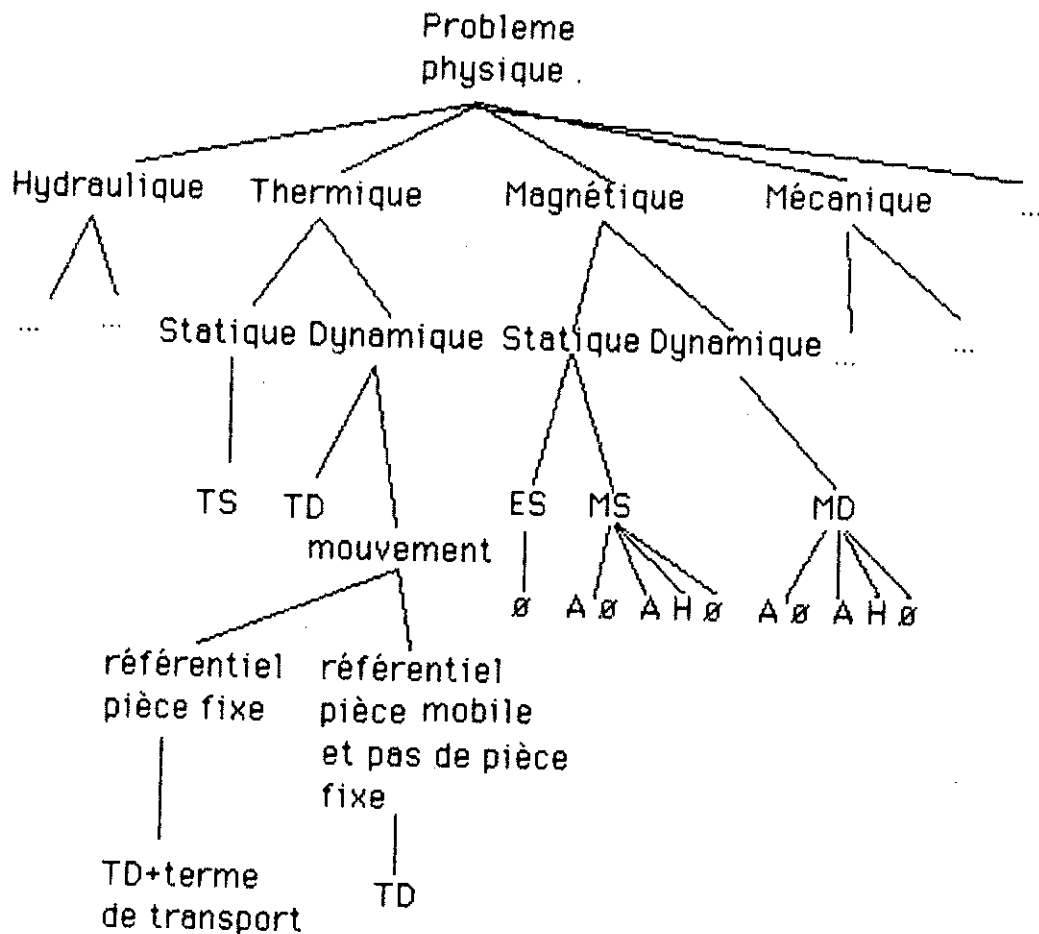 Probleme
physique .
Hydraulique Thermique Magnéfique Mécanique ...
... ... Statique Dynamique Statique Dynamique ... ...
TS TD ES MS MD
mouvement
ø A ø A H ø A ø A H ø
référentiel référentiel
pièce fixe pièce mobile
et pas de pièce
fixe
TD+terme TD
de transport